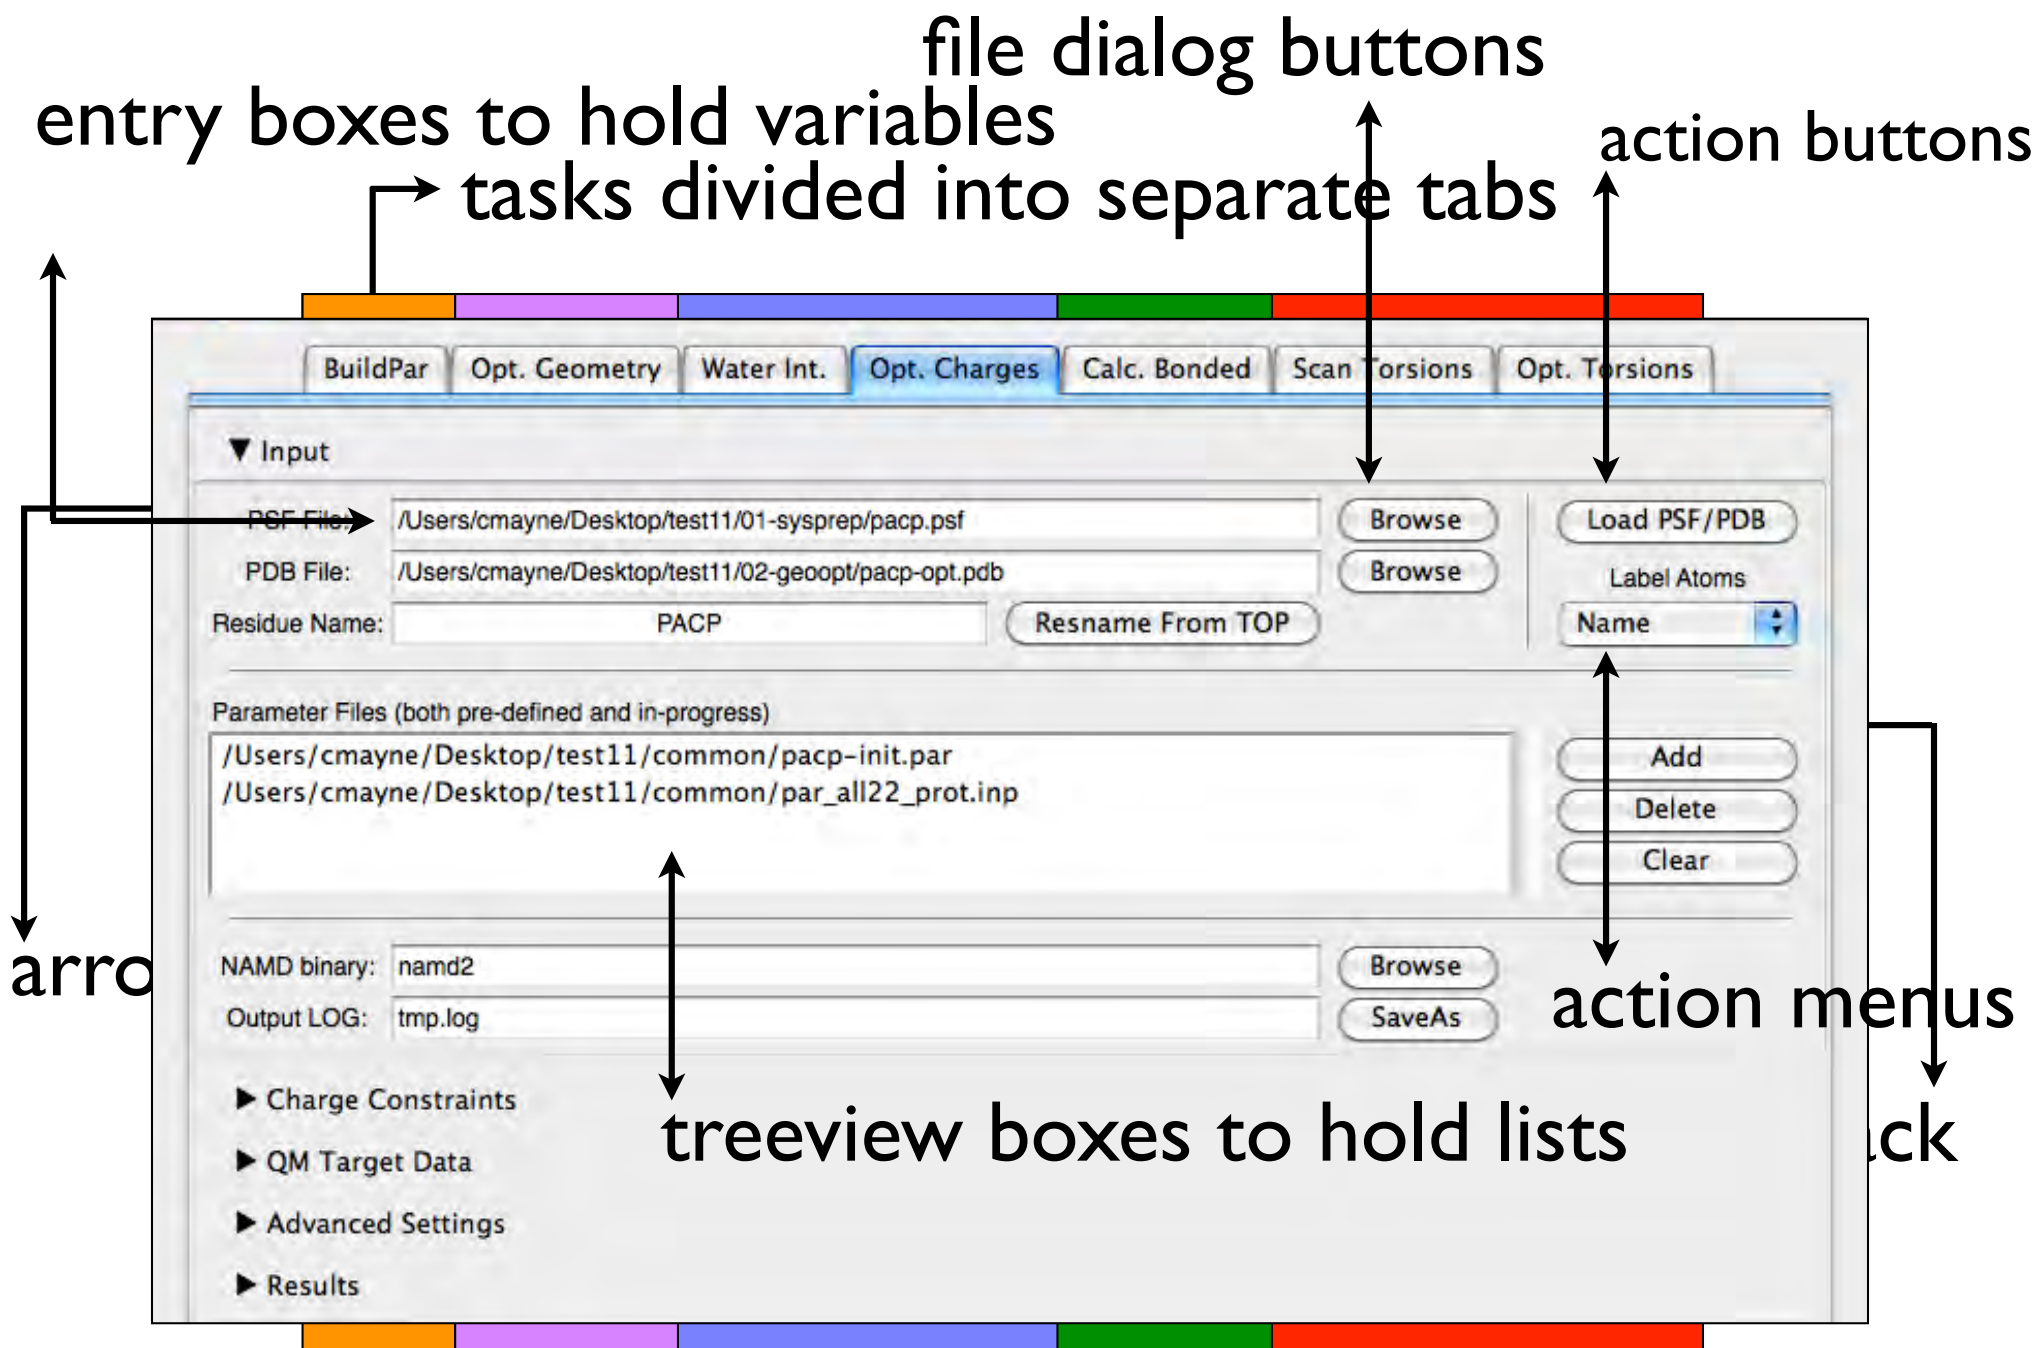 file dialog buttons
entry boxes to hold variables
action buttons
tasks divided into separate tabs
BuildPar Opt. Geometry Water Int. Opt. Charges Calc. Bonded Scan Torsions Opt. Torsions
▼ Input
PSF File: /Users/cmayne/Desktop/test11/01-sysprep/pacp.psf Browse Load PSF/PDB
PDB File: /Users/cmayne/Desktop/test11/02-geoopt/pacp-opt.pdb Browse Label Atoms
Residue Name: PACP Resname From TOP Name
Parameter Files (both pre-defined and in-progress)
/Users/cmayne/Desktop/test11/common/pacp-init.par Add
/Users/cmayne/Desktop/test11/common/par_all22_prot.inp Delete
Clear
NAMD binary: namd2 Browse
arro
action menus
Output LOG: tmp.log SaveAs
▶ Charge Constraints
treeview boxes to hold lists
ck
▶ QM Target Data
▶ Advanced Settings
▶ Results